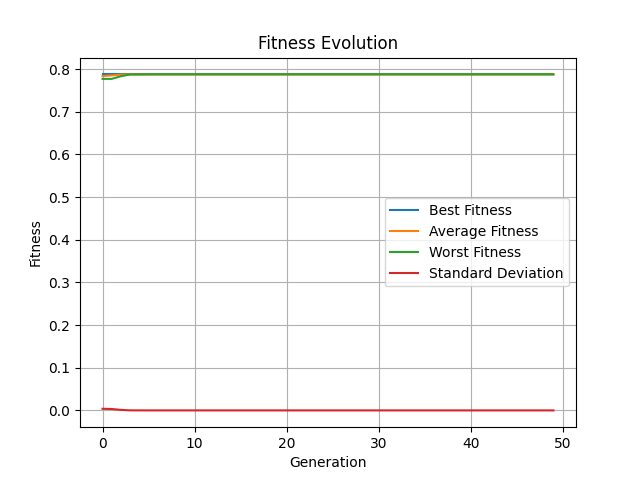 Fitness Evolution
Fitness
0.8
0.7
0.6
0.5
0.4
0.3
0.2
0.1
0.0
Best Fitness
Average Fitness
Worst Fitness
Standard Deviation
0 10 20 30 40 50
Generation